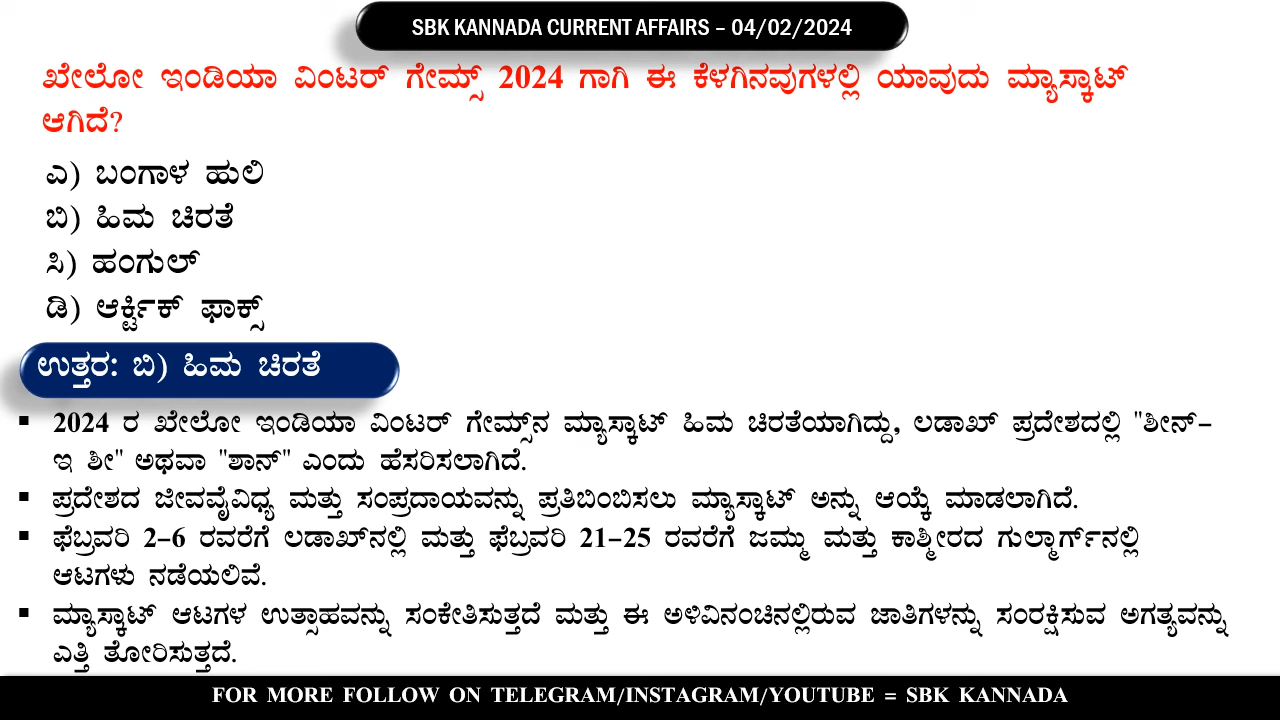 SBK KANNADA CURRENT AFFAIRS – 04/02/2024
ಖೇಲೋ ಇಂಡಿಯಾ ವಿಂಟರ್ ಗೇಮ್ಸ್ 2024 ಗಾಗಿ ಈ ಕೆಳಗಿನವುಗಳಲ್ಲಿ ಯಾವುದು ಮ್ಯಾಸ್ಕಾಟ್
ಆಗಿದೆ?
ಎ) ಬಂಗಾಳ ಹುಲಿ
ಬಿ) ಹಿಮ ಚಿರತೆ
ಸಿ) ಹಂಗುಲ್
ಡಿ) ಆರ್ಕ್ಟಿಕ್ ಫಾಕ್ಸ್
ಉತ್ತರ: ಬಿ) ಹಿಮ ಚಿರತೆ
▪ 2024 ರ ಖೇಲೋ ಇಂಡಿಯಾ ವಿಂಟರ್ ಗೇಮ್ಸ್‌ನ ಮ್ಯಾಸ್ಕಾಟ್ ಹಿಮ ಚಿರತೆಯಾಗಿದ್ದು, ಲಡಾಖ್ ಪ್ರದೇಶದಲ್ಲಿ "ಶೀನ್-
ಇ ಶೀ" ಅಥವಾ "ಶಾನ್" ಎಂದು ಹೆಸರಿಸಲಾಗಿದೆ.
▪ ಪ್ರದೇಶದ ಜೀವವೈವಿಧ್ಯ ಮತ್ತು ಸಂಪ್ರದಾಯವನ್ನು ಪ್ರತಿಬಿಂಬಿಸಲು ಮ್ಯಾಸ್ಕಾಟ್ ಅನ್ನು ಆಯ್ಕೆ ಮಾಡಲಾಗಿದೆ.
▪ ಫೆಬ್ರವರಿ 2-6 ರವರೆಗೆ ಲಡಾಖ್‌ನಲ್ಲಿ ಮತ್ತು ಫೆಬ್ರವರಿ 21-25 ರವರೆಗೆ ಜಮ್ಮು ಮತ್ತು ಕಾಶ್ಮೀರದ ಗುಲ್ಮಾರ್ಗ್‌ನಲ್ಲಿ
ಆಟಗಳು ನಡೆಯಲಿವೆ.
▪ ಮ್ಯಾಸ್ಕಾಟ್ ಆಟಗಳ ಉತ್ಸಾಹವನ್ನು ಸಂಕೇತಿಸುತ್ತದೆ ಮತ್ತು ಈ ಅಳಿವಿನಂಚಿನಲ್ಲಿರುವ ಜಾತಿಗಳನ್ನು ಸಂರಕ್ಷಿಸುವ ಅಗತ್ಯವನ್ನು
ಎತ್ತಿ ತೋರಿಸುತ್ತದೆ.
FOR MORE FOLLOW ON TELEGRAM/INSTAGRAM/YOUTUBE = SBK KANNADA